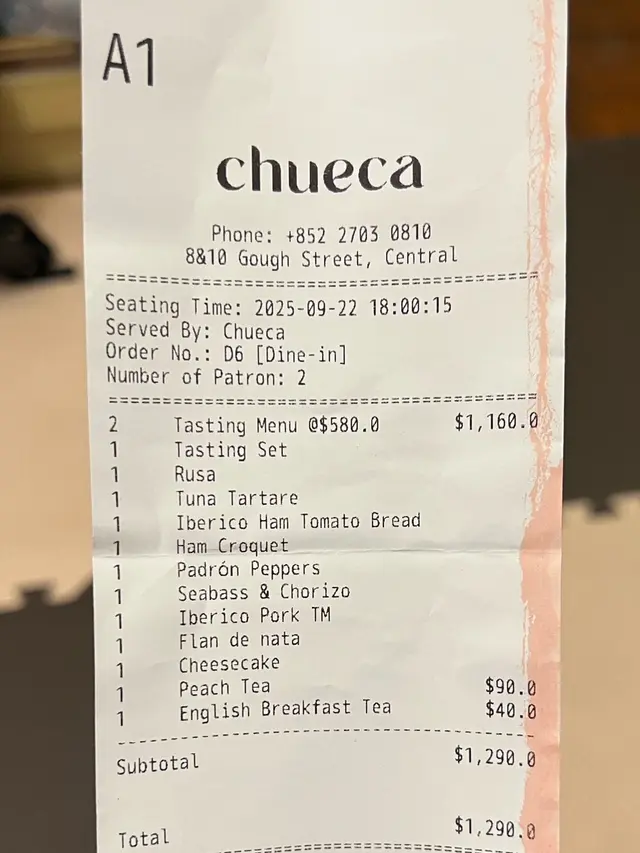 A1
chueca
Phone: +852 2703 0810
8&10 Gough Street, Central
==================================================
Seating Time: 2025-09-22 18:00:15
Served By: Chueca
Order No.: D6 [Dine-in]
Number of Patron: 2
==================================================
2 Tasting Menu @$580.0 $1,160.0
1 Tasting Set
1 Rusa
1 Tuna Tartare
1 Iberico Ham Tomato Bread
1 Ham Croquet
1 Padrón Peppers
1 Seabass & Chorizo
1 Iberico Pork TM
1 Flan de nata
1 Cheesecake
1 Peach Tea $90.0
1 English Breakfast Tea $40.0
--------------------------------------------------
Subtotal $1,290.0
Total $1,290.0
==================================================